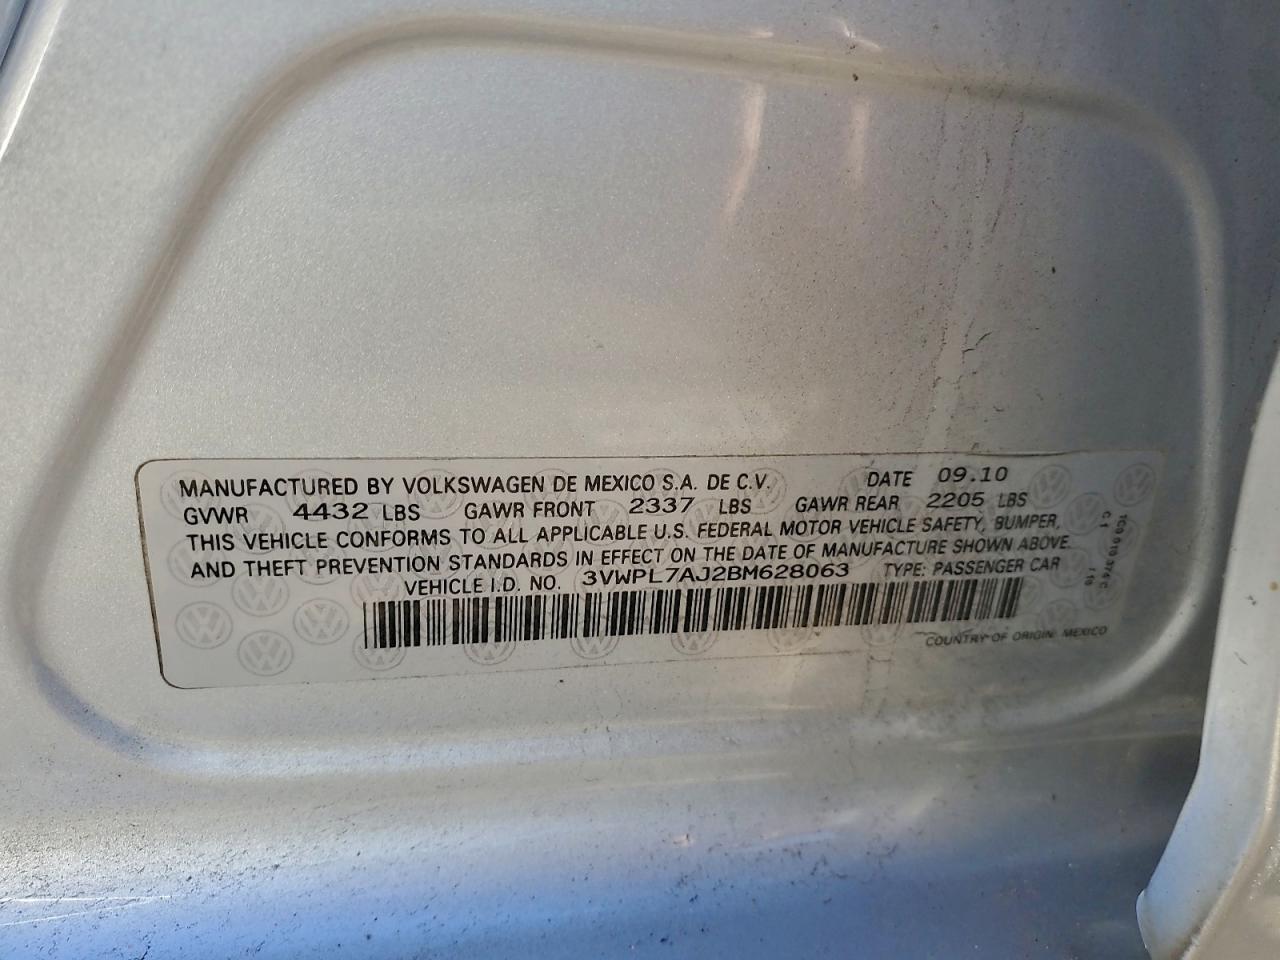 MANUFACTURED BY VOLKSWAGEN DE MEXICO S.A. DE C.V. DATE 09.10
GVWR 4432 LBS GAWR FRONT 2337 LBS GAWR REAR 2205 LBS
THIS VEHICLE CONFORMS TO ALL APPLICABLE U.S. FEDERAL MOTOR VEHICLE SAFETY, BUMPER,
AND THEFT PREVENTION STANDARDS IN EFFECT ON THE DATE OF MANUFACTURE SHOWN ABOVE.
VEHICLE I.D. NO. 3VWPL7AJ2BM628063 TYPE: PASSENGER CAR
COUNTRY OF ORIGIN: MEXICO